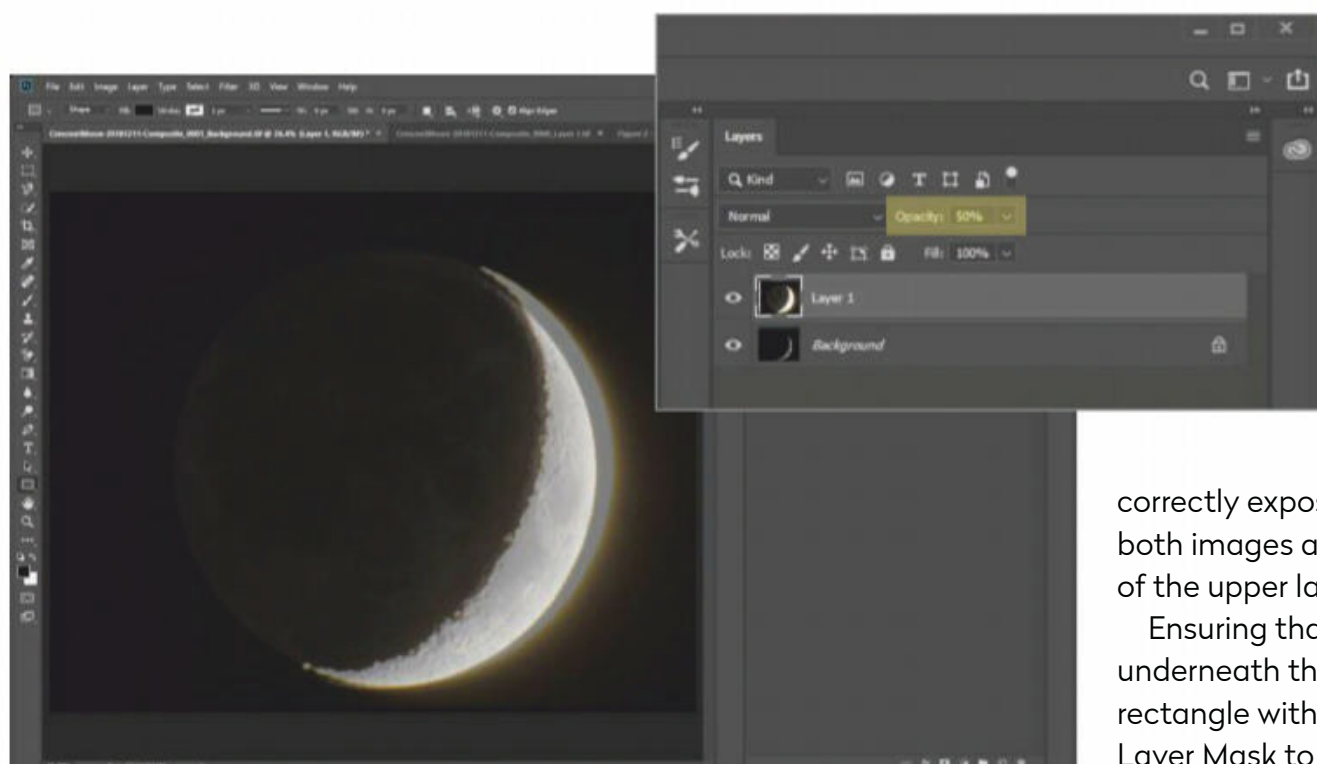 File Edit Image Layer Type Select Filter 3D View Window Help
Shape
Layers
Kind
Normal Opacity: 50%
Lock: Fill: 100%
Layer 1
Background
correctly expos
both images a
of the upper la
Ensuring tha
underneath th
rectangle with
Layer Mask to